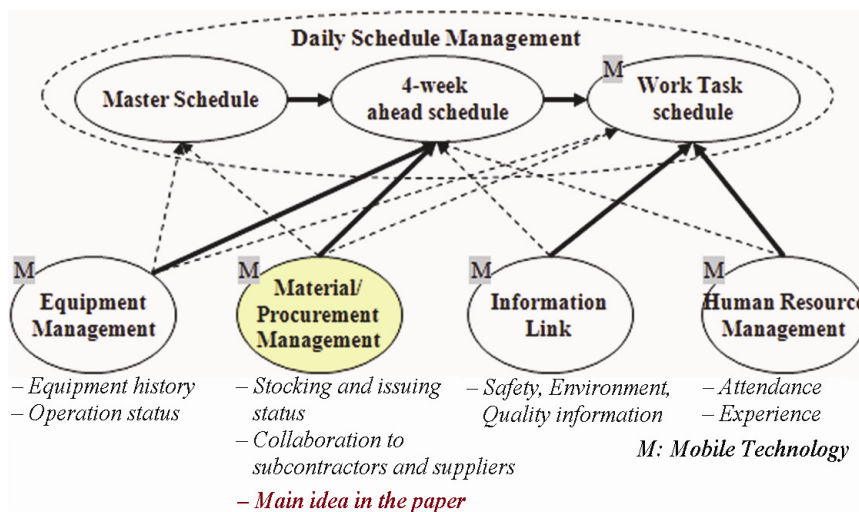 Daily Schedule Management
Master Schedule
4-week
ahead schedule
M
Work Task
schedule
M
Equipment
Management
M
Material/
Procurement
Management
M
Information
Link
M
Human Resource
Management
– Equipment history
– Operation status
– Stocking and issuing
status
– Collaboration to
subcontractors and suppliers
– Main idea in the paper
– Safety, Environment,
Quality information
– Attendance
– Experience
M: Mobile Technology